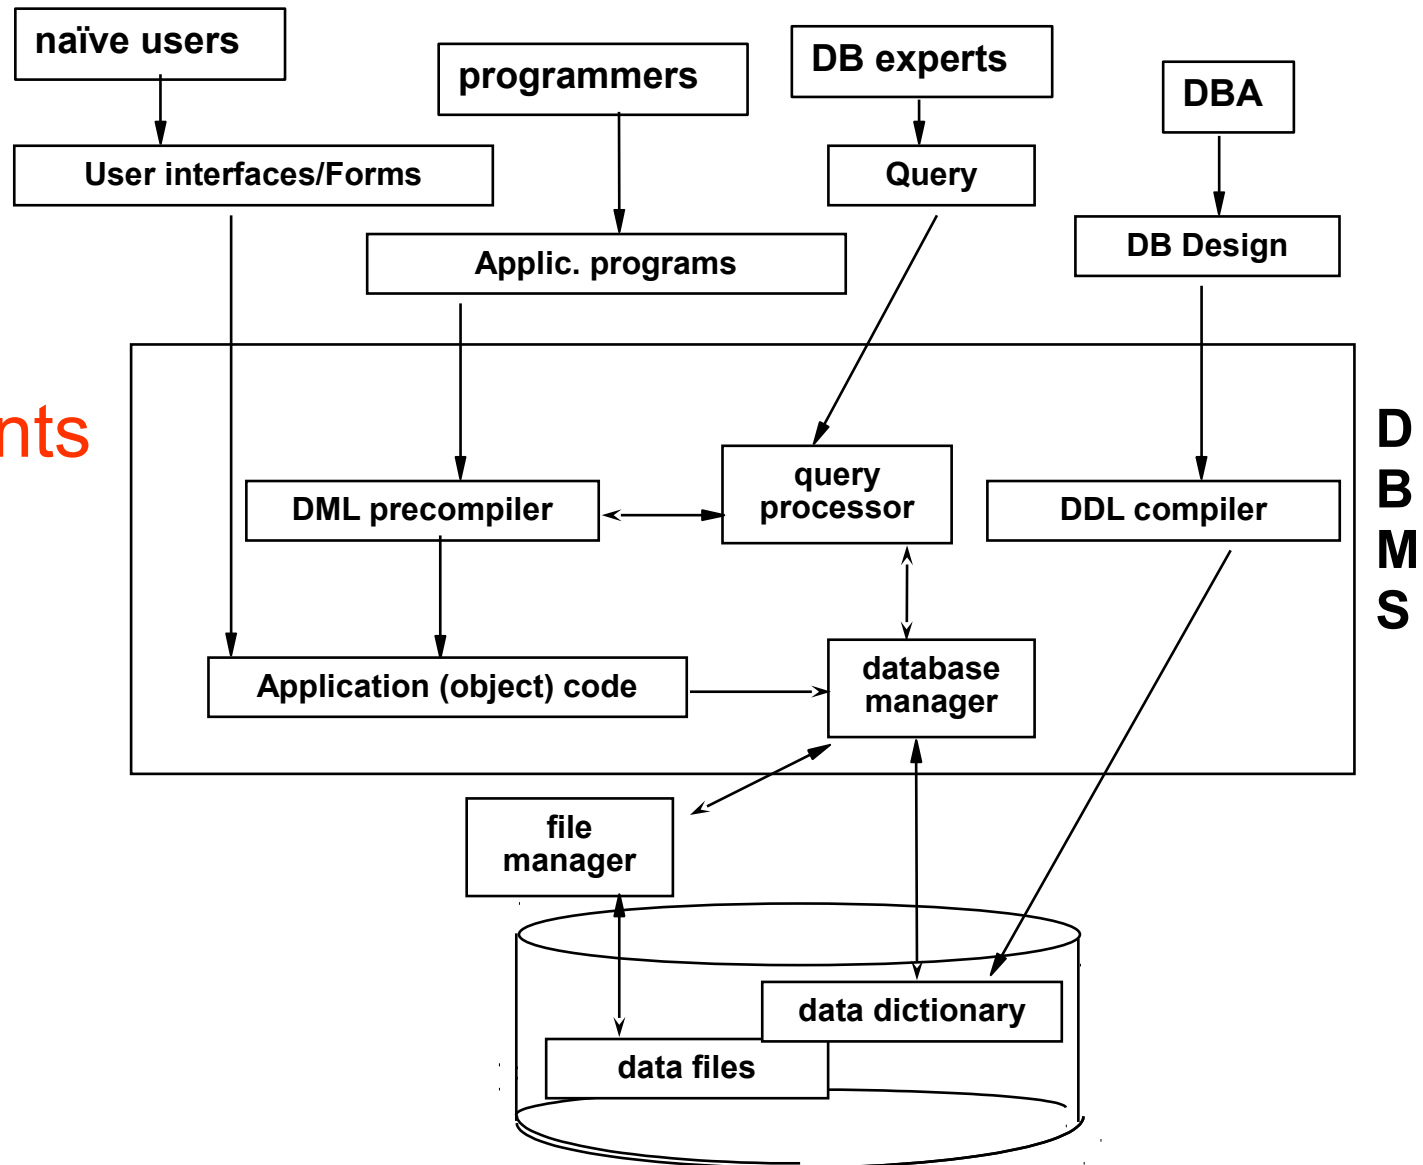 naïve users
programmers
DB experts
DBA
User interfaces/Forms
Query
Applic. programs
DB Design
nts
D
B
M
S
DML precompiler
query
processor
DDL compiler
Application (object) code
database
manager
file
manager
data dictionary
data files